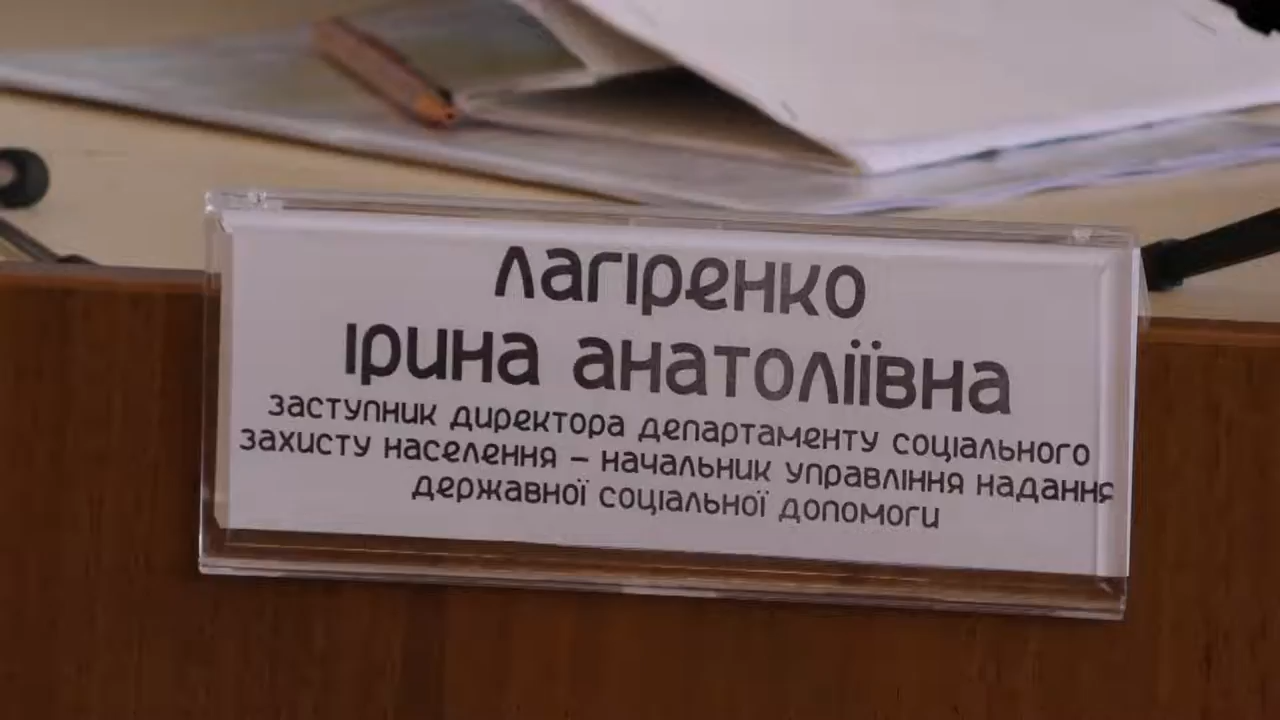 Лагіренко
Ірина Анатоліївна
заступник директора департаменту соціального
захисту населення – начальник управління надання
державної соціальної допомоги